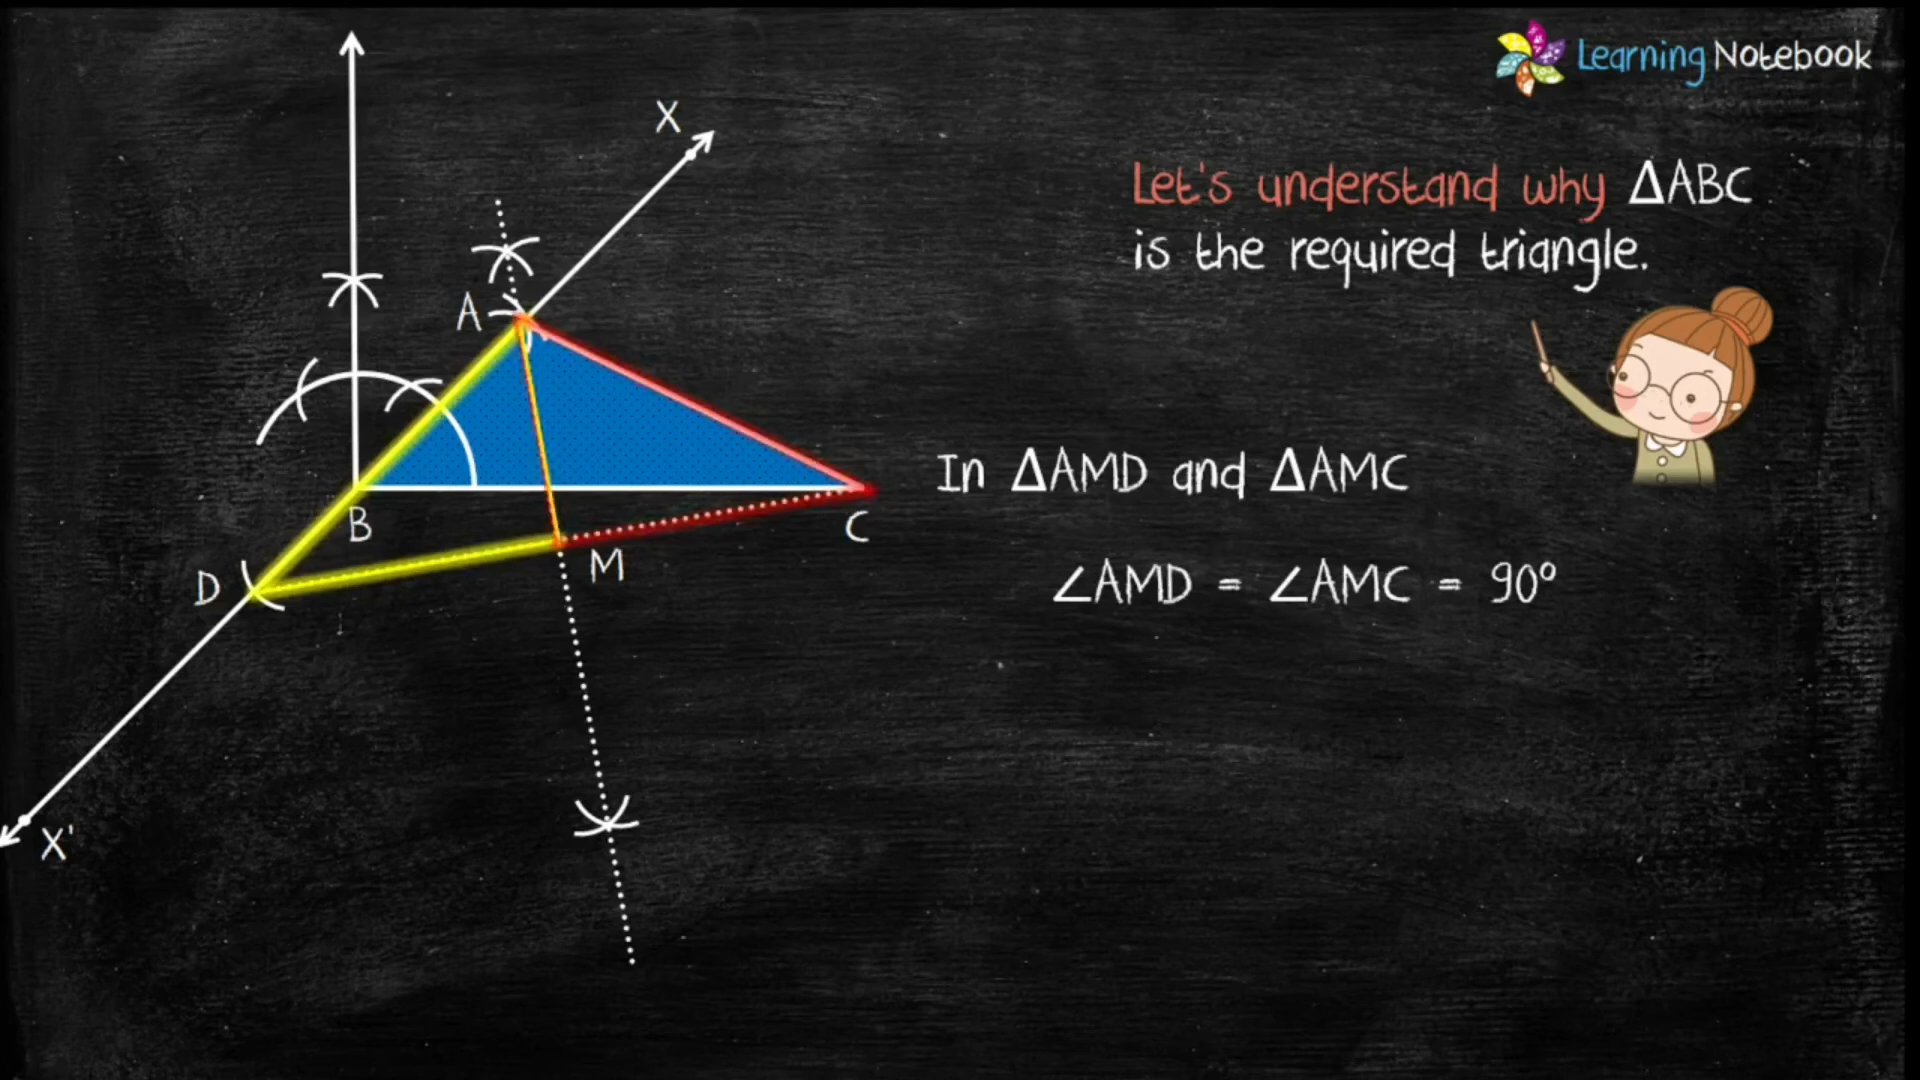 Learning Notebook
X
Let's understand why ΔABC
is the required triangle.
A
In ΔAMD and ΔAMC
B
C
M
D
∠AMD = ∠AMC = 90°
X'